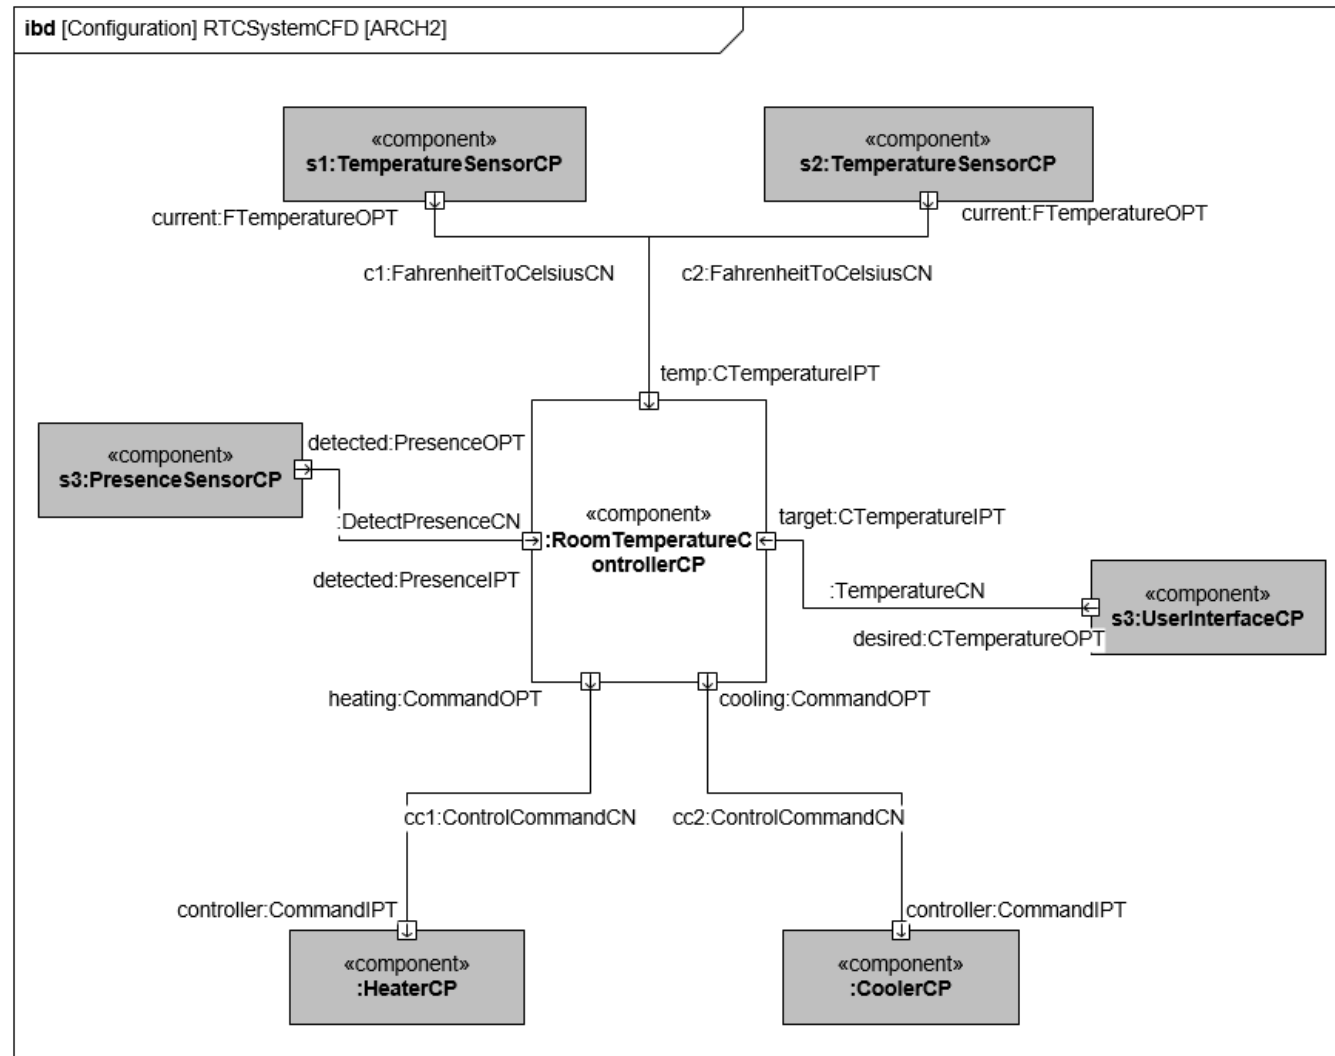 ibd [Configuration] RTCSystemCFD [ARCH2]
«component»
s1:TemperatureSensorCP
«component»
s2:TemperatureSensorCP
current:FTemperatureOPT
current:FTemperatureOPT
c1:FahrenheitToCelsiusCN
c2:FahrenheitToCelsiusCN
temp:CTemperatureIPT
«component»
s3:PresenceSensorCP
detected:PresenceOPT
:DetectPresenceCN
detected:PresenceIPT
«component»
:RoomTemperatureC
ontrollerCP
target:CTemperatureIPT
:TemperatureCN
desired:CTemperatureOPT
«component»
s3:UserInterfaceCP
heating:CommandOPT
cooling:CommandOPT
cc1:ControlCommandCN
cc2:ControlCommandCN
controller:CommandIPT
controller:CommandIPT
«component»
:HeaterCP
«component»
:CoolerCP